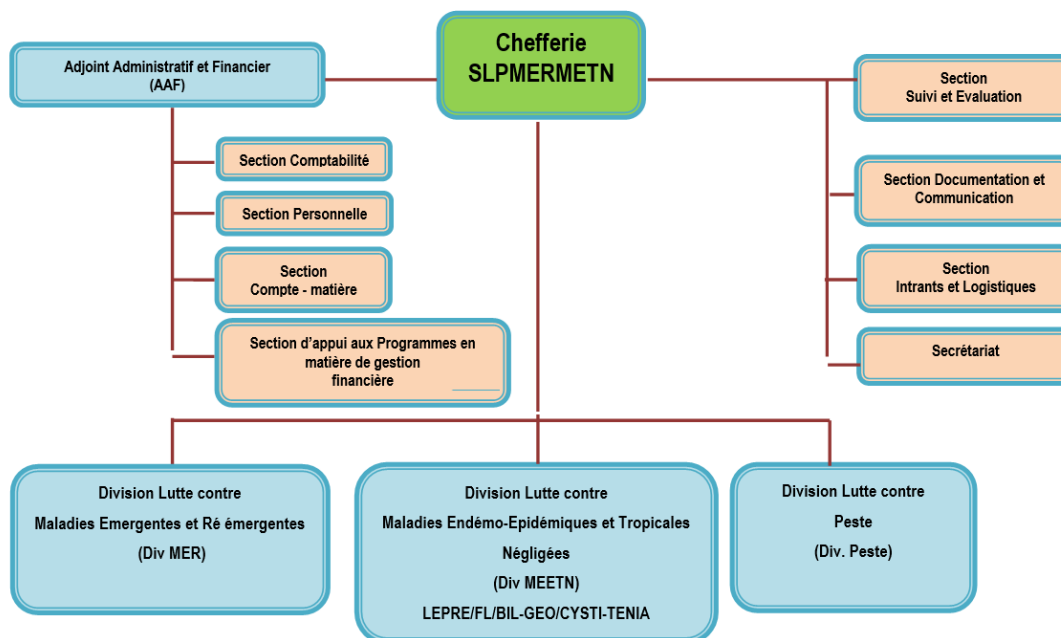 Chefferie
SLPMERMETN
Adjoint Administratif et Financier
(AAF)
Section Comptabilité
Section Personnelle
Section
Compte - matière
Section d'appui aux Programmes en
matière de gestion
financière
Section
Suivi et Evaluation
Section Documentation et
Communication
Section
Intrants et Logistiques
Secrétariat
Division Lutte contre
Maladies Emergentes et Ré émergentes
(Div MER)
Division Lutte contre
Maladies Endémo-Epidémiques et Tropicales
Négligées
(Div MEETN)
LEPRE/FL/BIL-GEO/CYSTI-TENIA
Division Lutte contre
Peste
(Div. Peste)